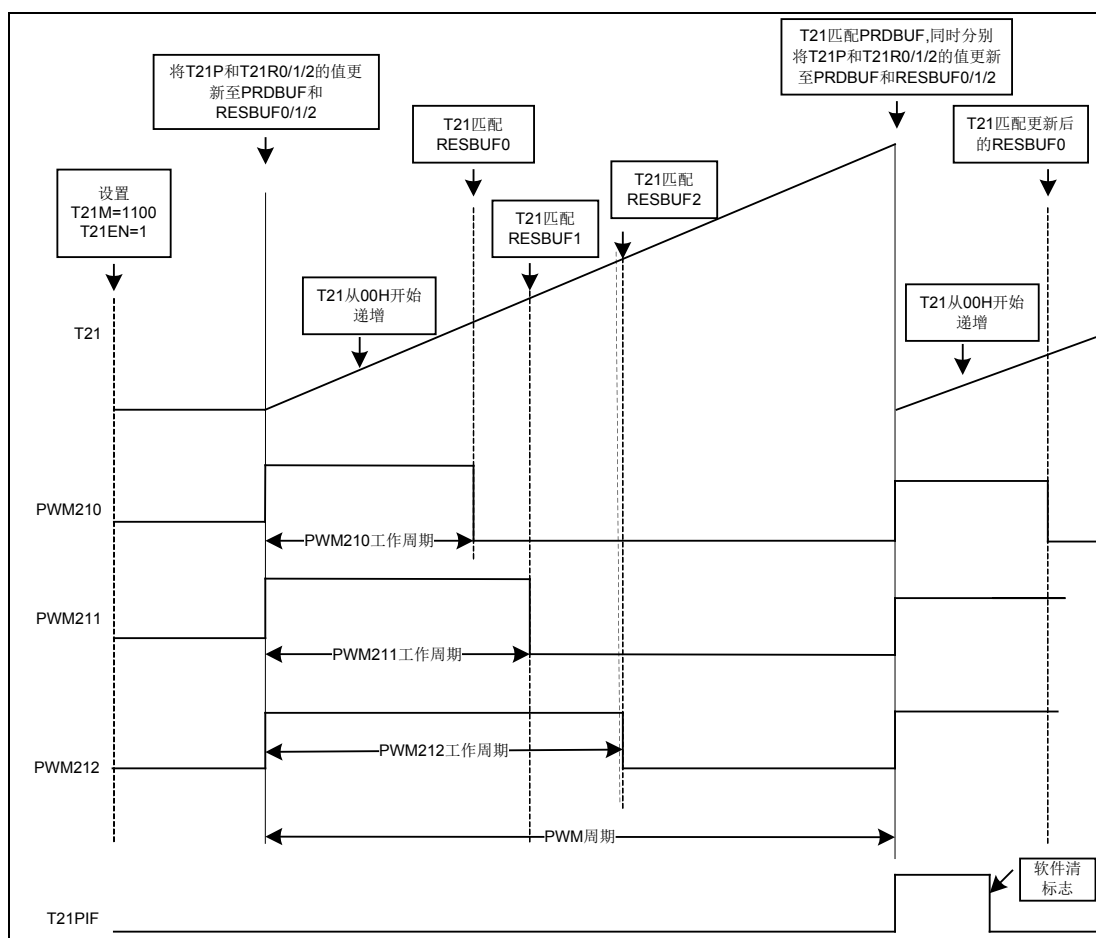 将T21P和T21R0/1/2的值更
新至PRDBUF和
RESBUF0/1/2
T21匹配PRDBUF,同时分别
将T21P和T21R0/1/2的值更新
至PRDBUF和RESBUF0/1/2
T21匹配
RESBUF0
T21匹配更新后
的RESBUF0
设置
T21M=1100
T21EN=1
T21匹配
RESBUF2
T21匹配
RESBUF1
T21从00H开始
递增
T21从00H开始
递增
T21
PWM210
PWM210工作周期
PWM211
PWM211工作周期
PWM212工作周期
PWM212
PWM周期
软件清
标志
T21PIF